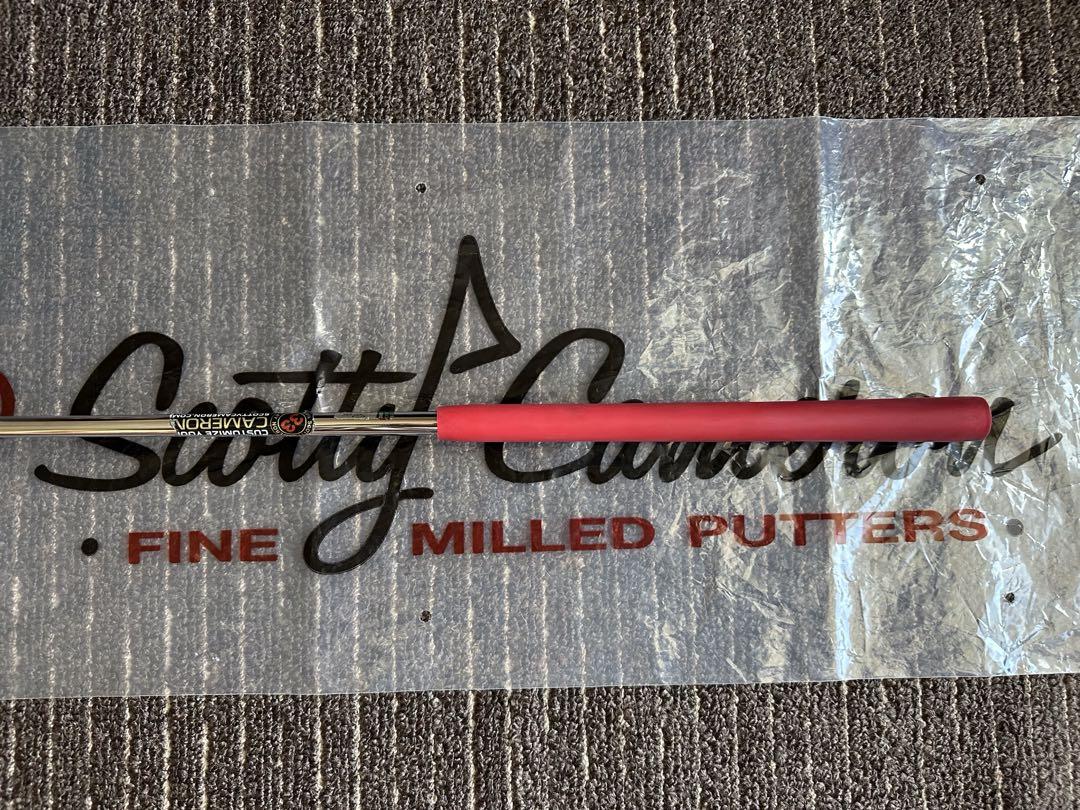 Scotty Cameron
• FINE MILLED PUTTERS •
CUSTOMIZE YOUR
CAMERON
SCOTTYCAMERON.COM